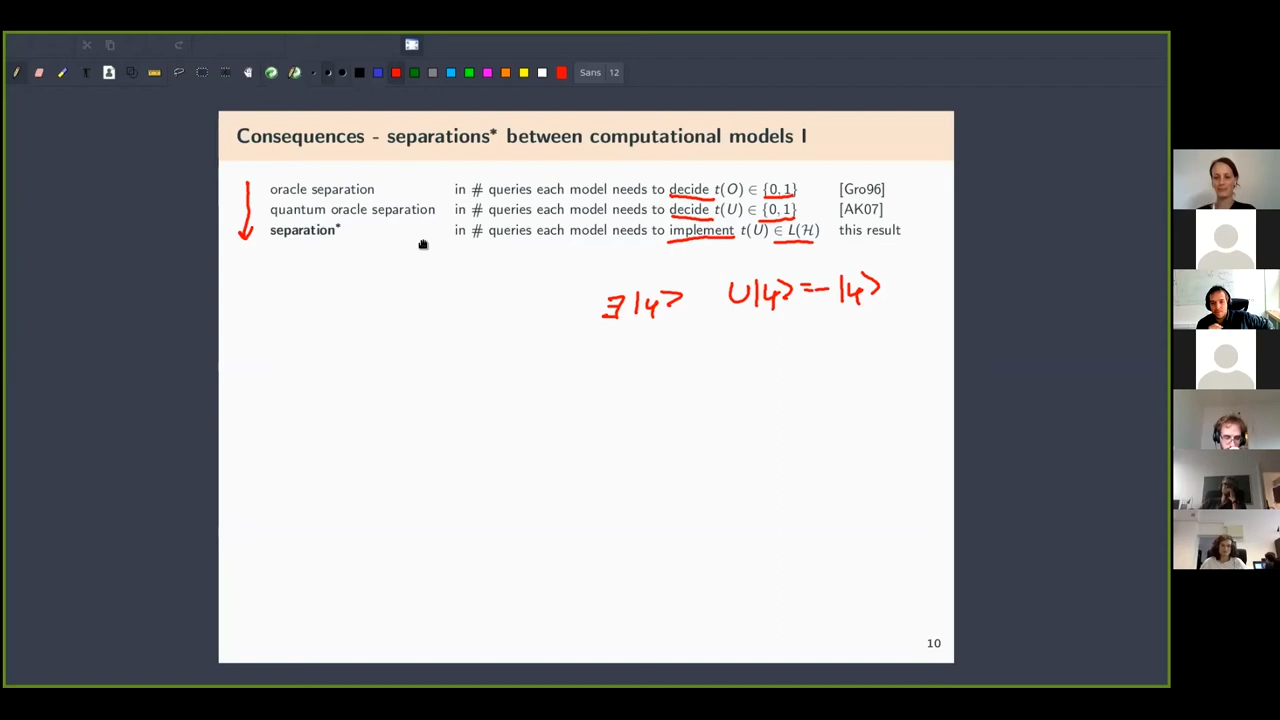 Sans 12
Consequences - separations* between computational models I
oracle separation in # queries each model needs to decide t(O) ∈ {0, 1} [Gro96]
quantum oracle separation in # queries each model needs to decide t(U) ∈ {0, 1} [AK07]
separation* in # queries each model needs to implement t(U) ∈ L(ℋ) this result
∃ |ψ> U|ψ> = -|ψ>
10